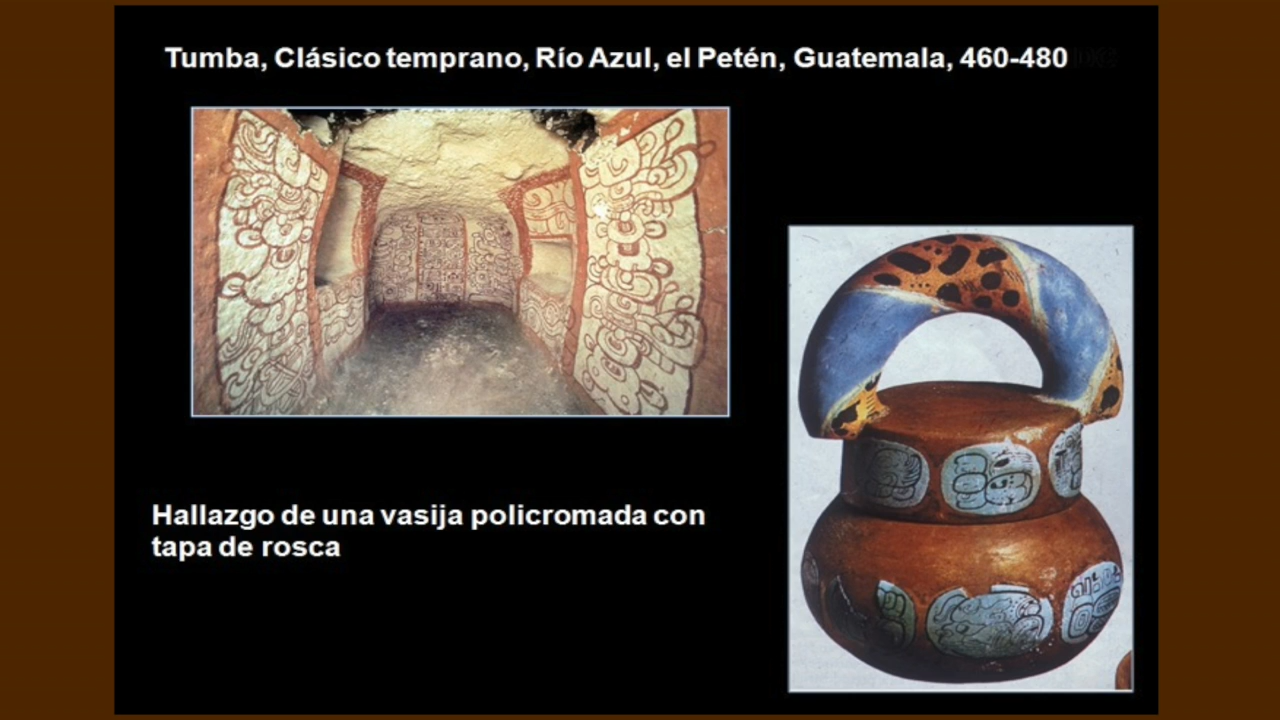 Tumba, Clásico temprano, Río Azul, el Petén, Guatemala, 460-480
Hallazgo de una vasija policromada con
tapa de rosca